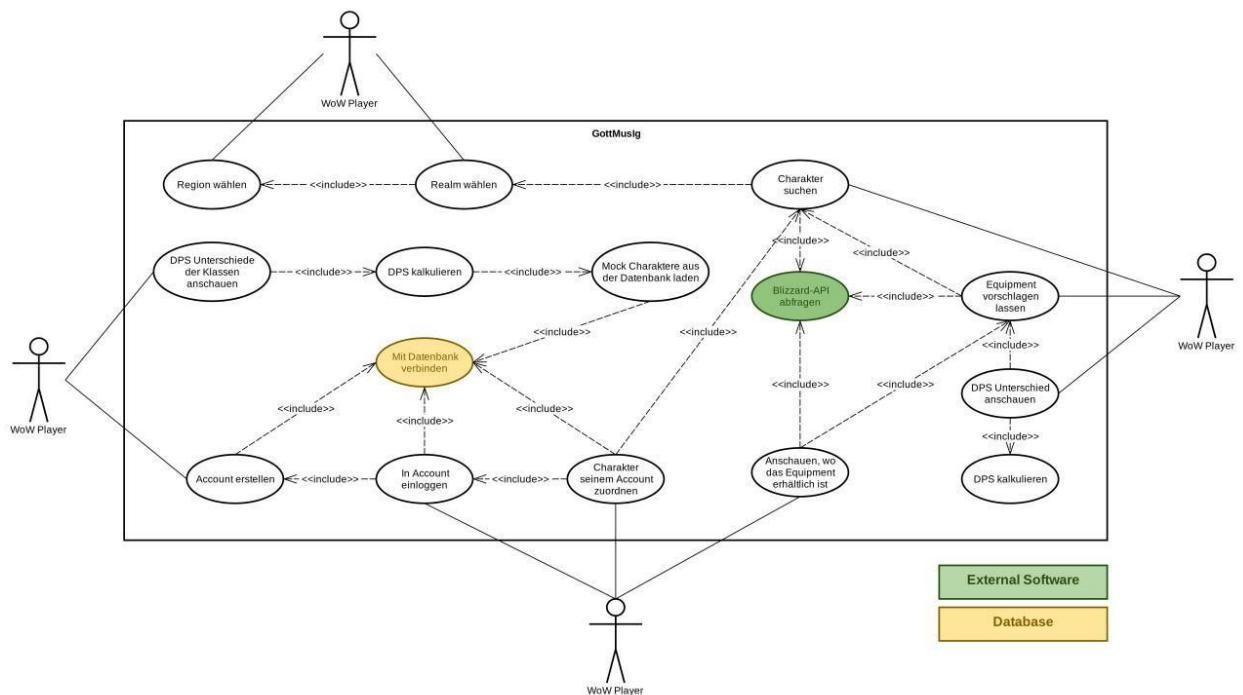 WoW Player
GottMusIg
Region wählen
<<include>>
Realm wählen
<<include>>
Charakter
suchen
<<include>>
<<include>>
DPS Unterschiede
der Klassen
anschauen
<<include>>
DPS kalkulieren
<<include>>
Mock Charaktere aus
der Datenbank laden
Blizzard-API
abfragen
<<include>>
Equipment
vorschlagen
lassen
WoW Player
<<include>>
<<include>>
<<include>>
WoW Player
Mit Datenbank
verbinden
<<include>>
<<include>>
DPS Unterschied
anschauen
<<include>>
<<include>>
<<include>>
<<include>>
Account erstellen
<<include>>
In Account
einloggen
<<include>>
Charakter
seinem Account
zuordnen
Anschauen, wo
das Equipment
erhältlich ist
DPS kalkulieren
External Software
Database
WoW Player